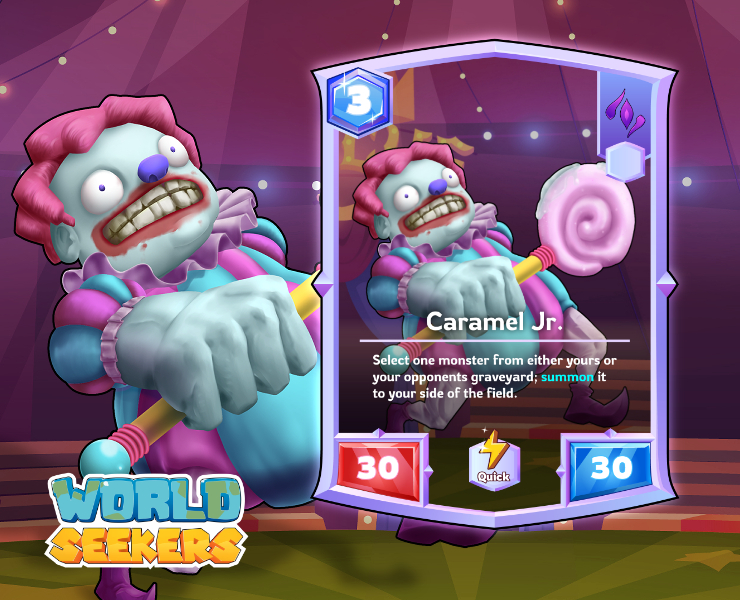 3
Caramel Jr.
Select one monster from either yours or
your opponents graveyard; summon it
to your side of the field.
30
Quick
30
WORLD
SEEKERS